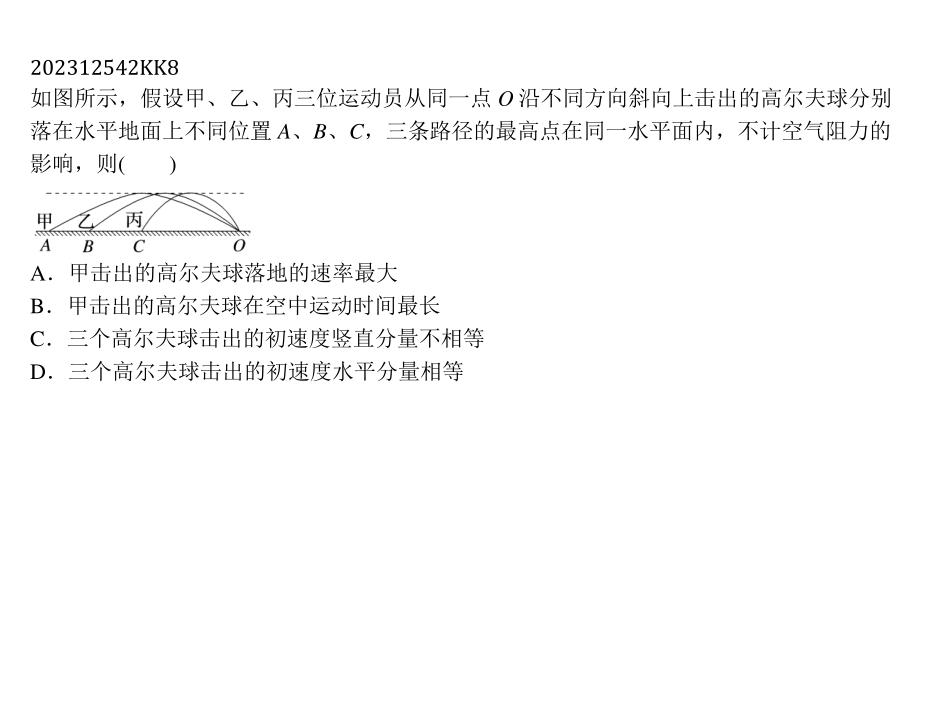 202312542KK8
如图所示，假设甲、乙、丙三位运动员从同一点 O 沿不同方向斜向上击出的高尔夫球分别
落在水平地面上不同位置 A、B、C，三条路径的最高点在同一水平面内，不计空气阻力的
影响，则(　　)
甲 乙 丙
A B C O
A．甲击出的高尔夫球落地的速率最大
B．甲击出的高尔夫球在空中运动时间最长
C．三个高尔夫球击出的初速度竖直分量不相等
D．三个高尔夫球击出的初速度水平分量相等